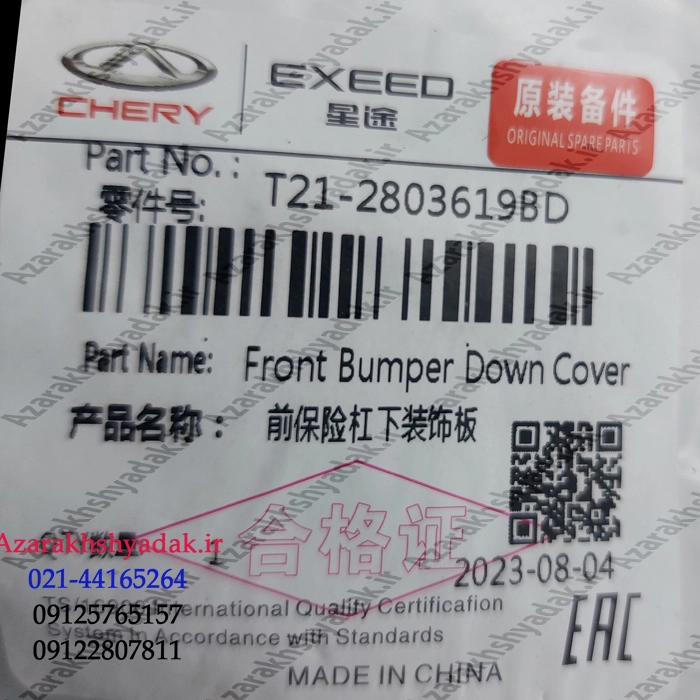 CHERY
EXEED
星途
原装备件
ORIGINAL SPARE PARTS
Part No.:
零件号:
T21-2803619BD
Part Name: Front Bumper Down Cover
产品名称： 前保险杠下装饰板
合格证
Azarakhshyadak.ir
021-44165264
2023-08-04
09125765157
International Quality Certification
09122807811
System in Accordance with Standards
EAC
MADE IN CHINA